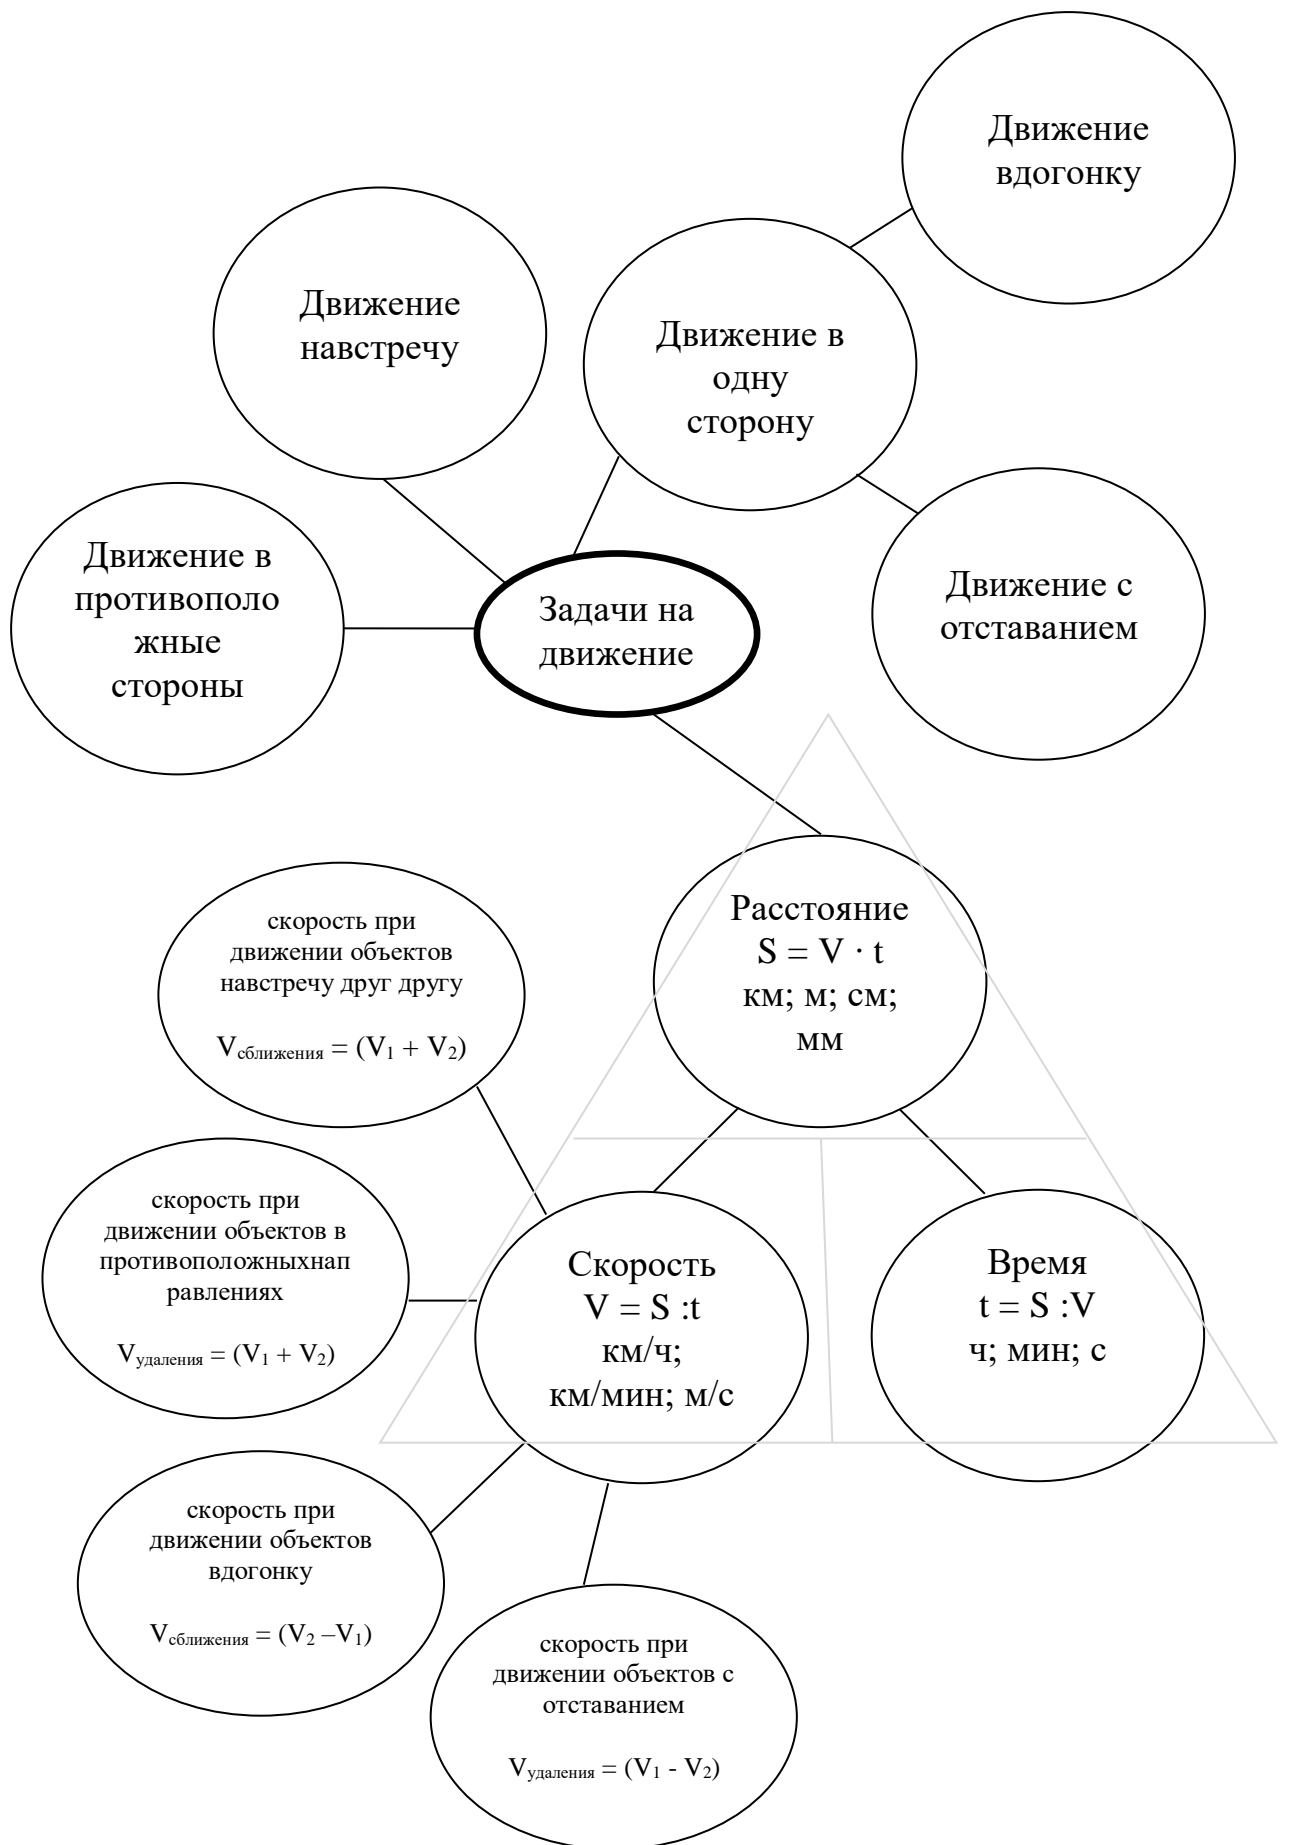 Движение
вдогонку
Движение
навстречу
Движение в
одну
сторону
Движение в
противополо
жные
стороны
Задачи на
движение
Движение с
отставанием
Расстояние
S = V · t
км; м; см;
мм
скорость при
движении объектов
навстречу друг другу
Vсближения = (V1 + V2)
скорость при
движении объектов в
противоположныхнап
равлениях
Vудаления = (V1 + V2)
Скорость
V = S :t
км/ч;
км/мин; м/с
Время
t = S :V
ч; мин; с
скорость при
движении объектов
вдогонку
Vсближения = (V2 –V1)
скорость при
движении объектов с
отставанием
Vудаления = (V1 - V2)